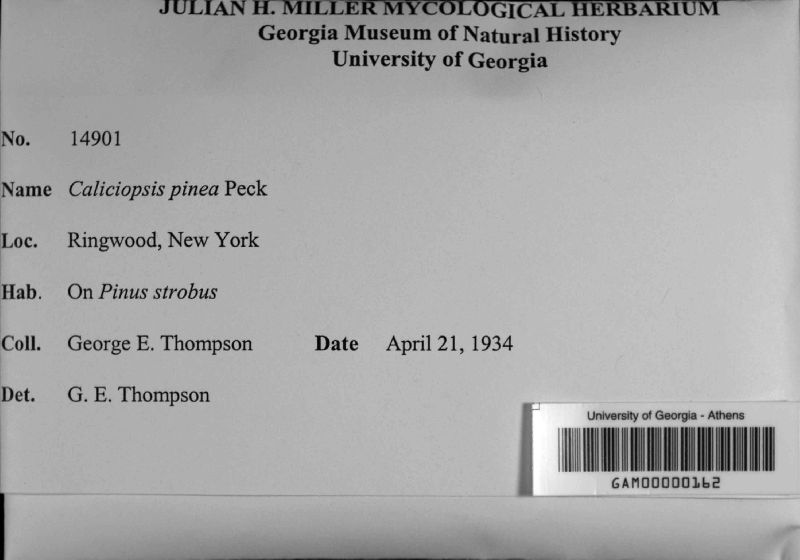 JULIAN H. MILLER MYCOLOGICAL HERBARIUM
Georgia Museum of Natural History
University of Georgia
No. 14901
Name Caliciopsis pinea Peck
Loc. Ringwood, New York
Hab. On Pinus strobus
Coll. George E. Thompson Date April 21, 1934
Det. G. E. Thompson
University of Georgia - Athens
GAM00000162